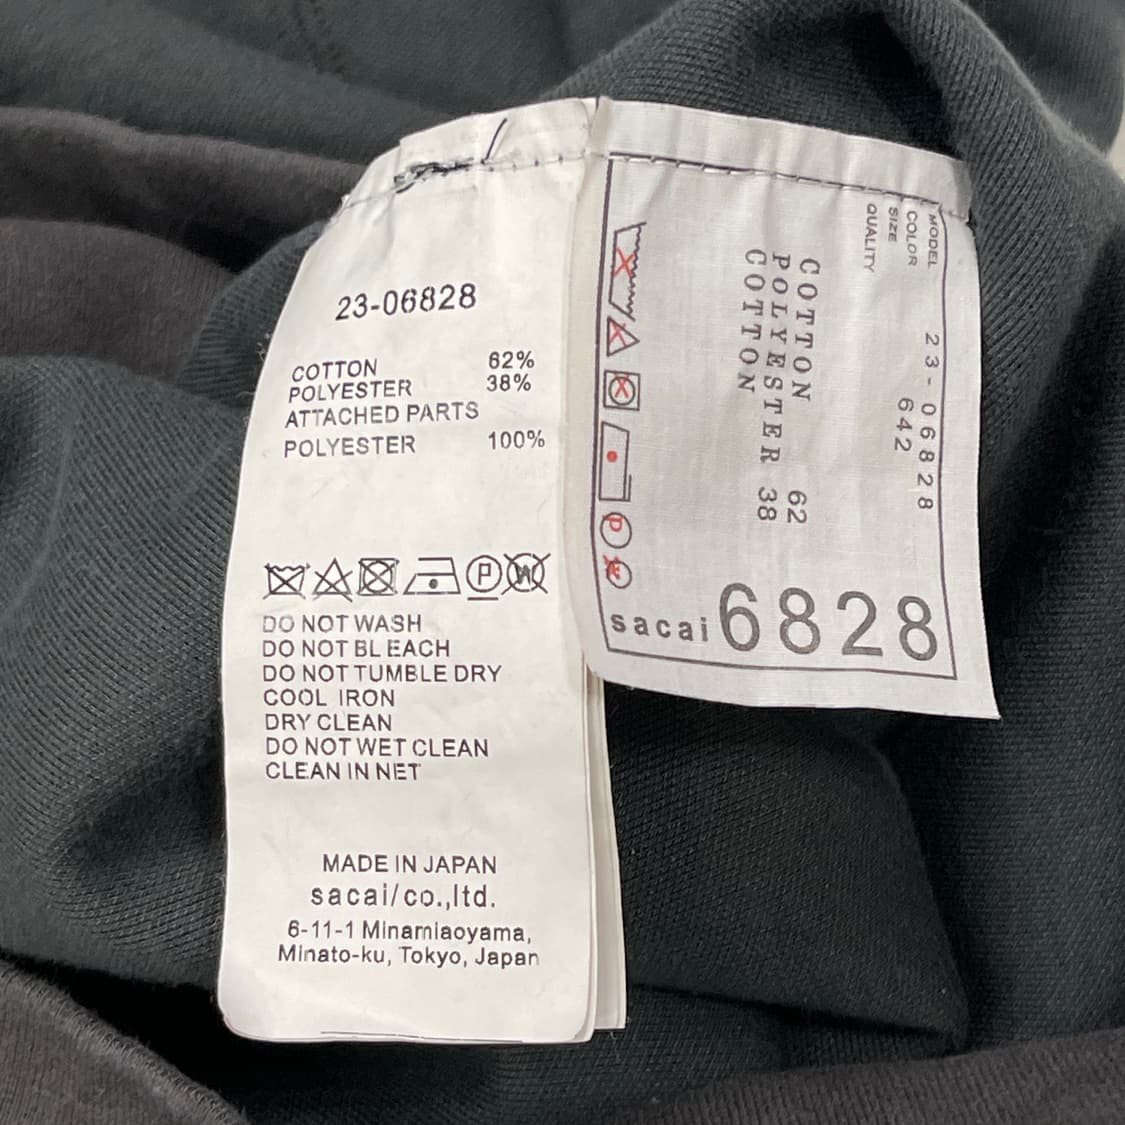 23-06828
COTTON 62%
POLYESTER 38%
ATTACHED PARTS
POLYESTER 100%
DO NOT WASH
DO NOT BLEACH
DO NOT TUMBLE DRY
COOL IRON
DRY CLEAN
DO NOT WET CLEAN
CLEAN IN NET
MADE IN JAPAN
sacai/co.,ltd.
6-11-1 Minamiaoyama,
Minato-ku, Tokyo, Japan
MODEL 23-06828
COLOR 642
SIZE
QUALITY
COTTON 62
POLYESTER 38
COTTON
sacai 6828